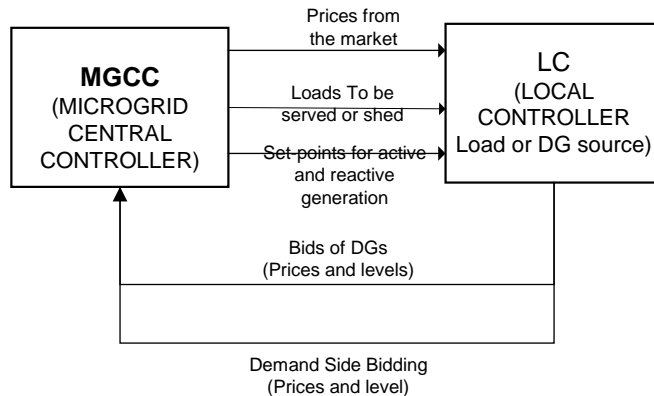 Prices from
the market
MGCC
(MICROGRID
CENTRAL
CONTROLLER)
Loads To be
served or shed
Set-points for active
and reactive
generation
LC
(LOCAL
CONTROLLER
Load or DG source)
Bids of DGs
(Prices and levels)
Demand Side Bidding
(Prices and level)